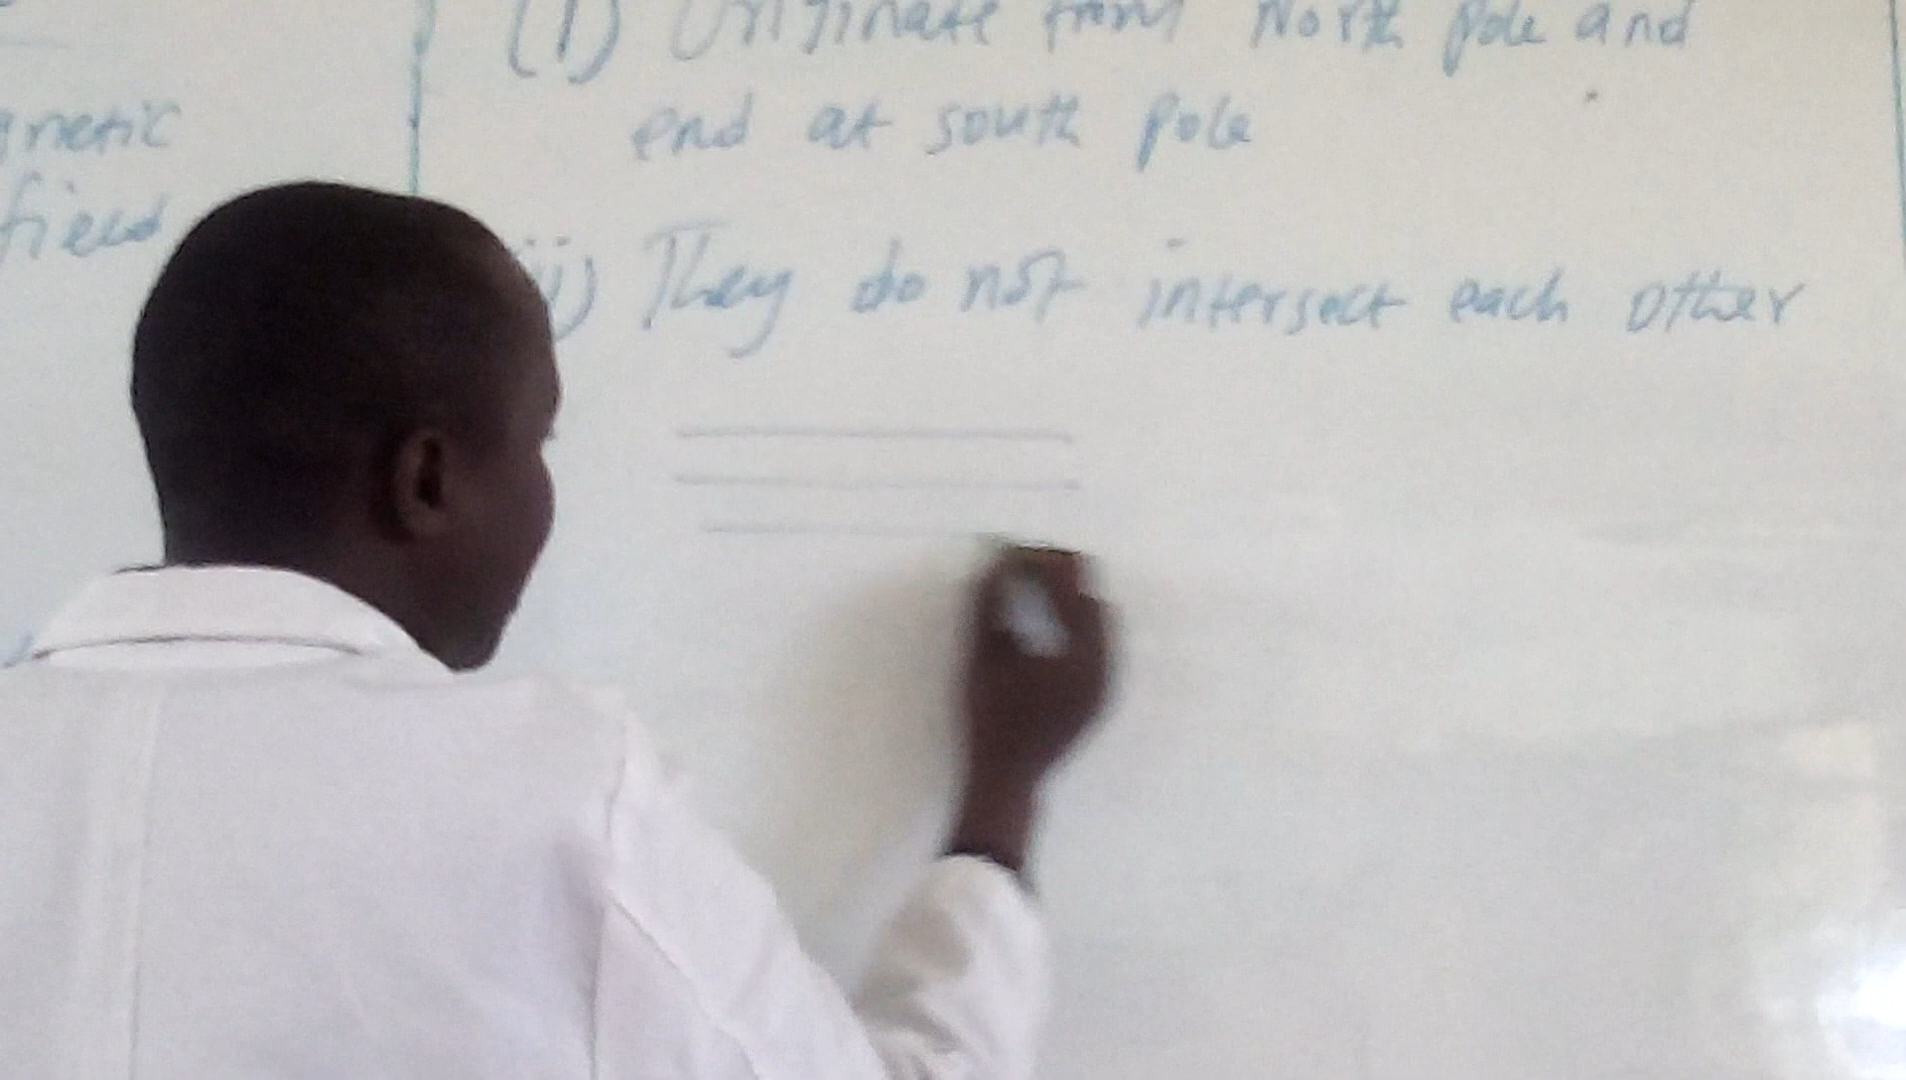 gnetic
field
(i) Originate from North pole and
end at south pole
ii) They do not intersect each other